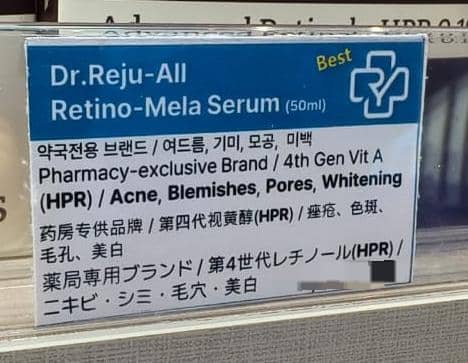 Dr.Reju-All
Best
Retino-Mela Serum (50ml)
약국전용 브랜드 / 여드름, 기미, 모공, 미백
Pharmacy-exclusive Brand / 4th Gen Vit A
(HPR) / Acne, Blemishes, Pores, Whitening
药房专供品牌 / 第四代视黄醇(HPR) / 痤疮、色斑、
毛孔、美白
薬局専用ブランド / 第4世代レチノール(HPR) /
ニキビ・シミ・毛穴・美白